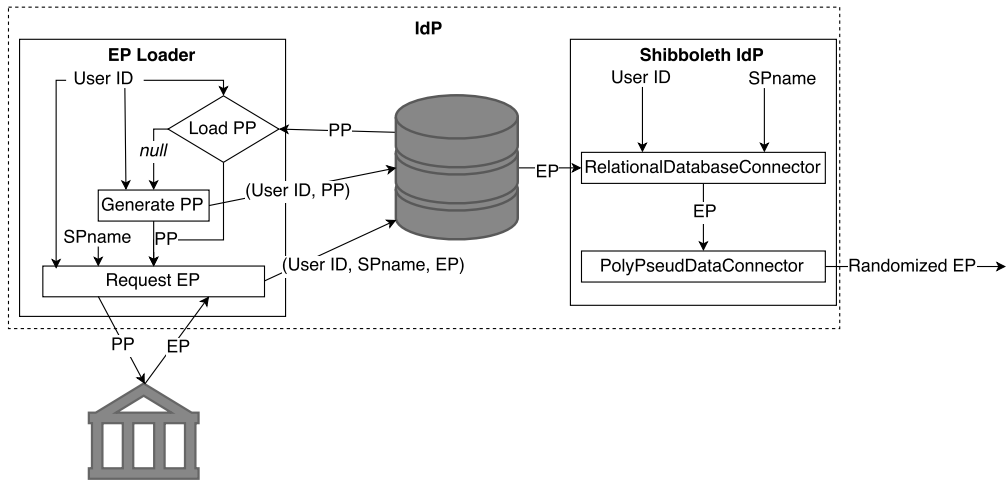 IdP
EP Loader
User ID
Load PP
null
Generate PP
SPname
PP
Request EP
PP
(User ID, PP)
(User ID, SPname, EP)
PP
EP
EP
Shibboleth IdP
User ID
SPname
RelationalDatabaseConnector
EP
PolyPseudDataConnector
Randomized EP